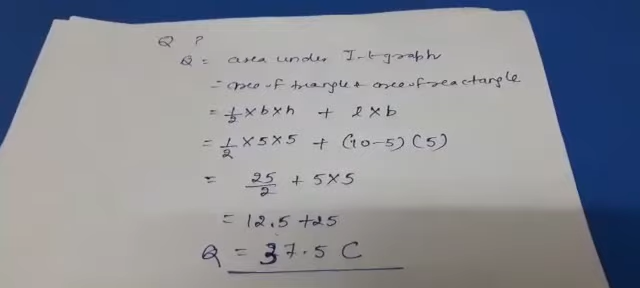 Q ?
Q = area under I-t graph
= area of triangle + area of reactangle
= 1/2 × b × h + l × b
= 1/2 × 5 × 5 + (10-5) (5)
= 25/2 + 5×5
= 12.5 + 25
Q = 37.5 C